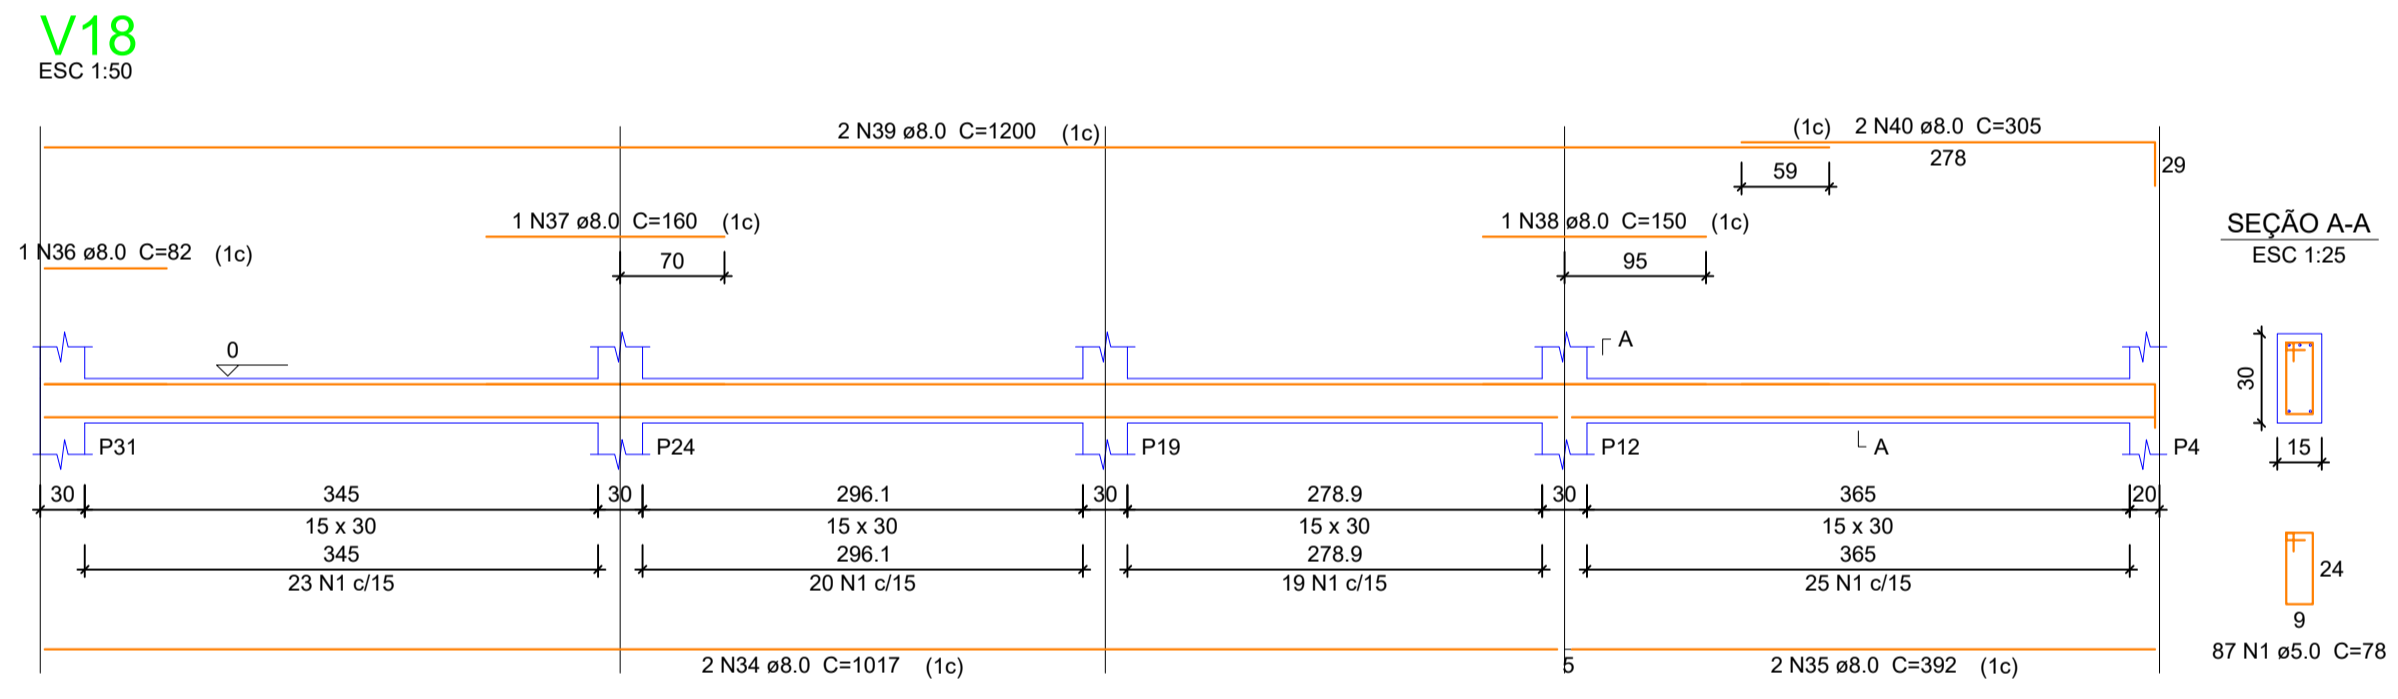 V18
ESC 1:50
2 N39 ø8.0 C=1200 (1c)
(1c) 2 N40 ø8.0 C=305
278
29
59
1 N37 ø8.0 C=160 (1c)
1 N38 ø8.0 C=150 (1c)
1 N36 ø8.0 C=82 (1c)
70
95
SEÇÃO A-A
ESC 1:25
0
A
30
15
P31
P24
P19
P12
A
P4
30
345
30
296.1
30
278.9
30
365
20
15 x 30
15 x 30
15 x 30
15 x 30
345
296.1
278.9
365
23 N1 c/15
20 N1 c/15
19 N1 c/15
25 N1 c/15
24
9
87 N1 ø5.0 C=78
2 N34 ø8.0 C=1017 (1c)
5
2 N35 ø8.0 C=392 (1c)